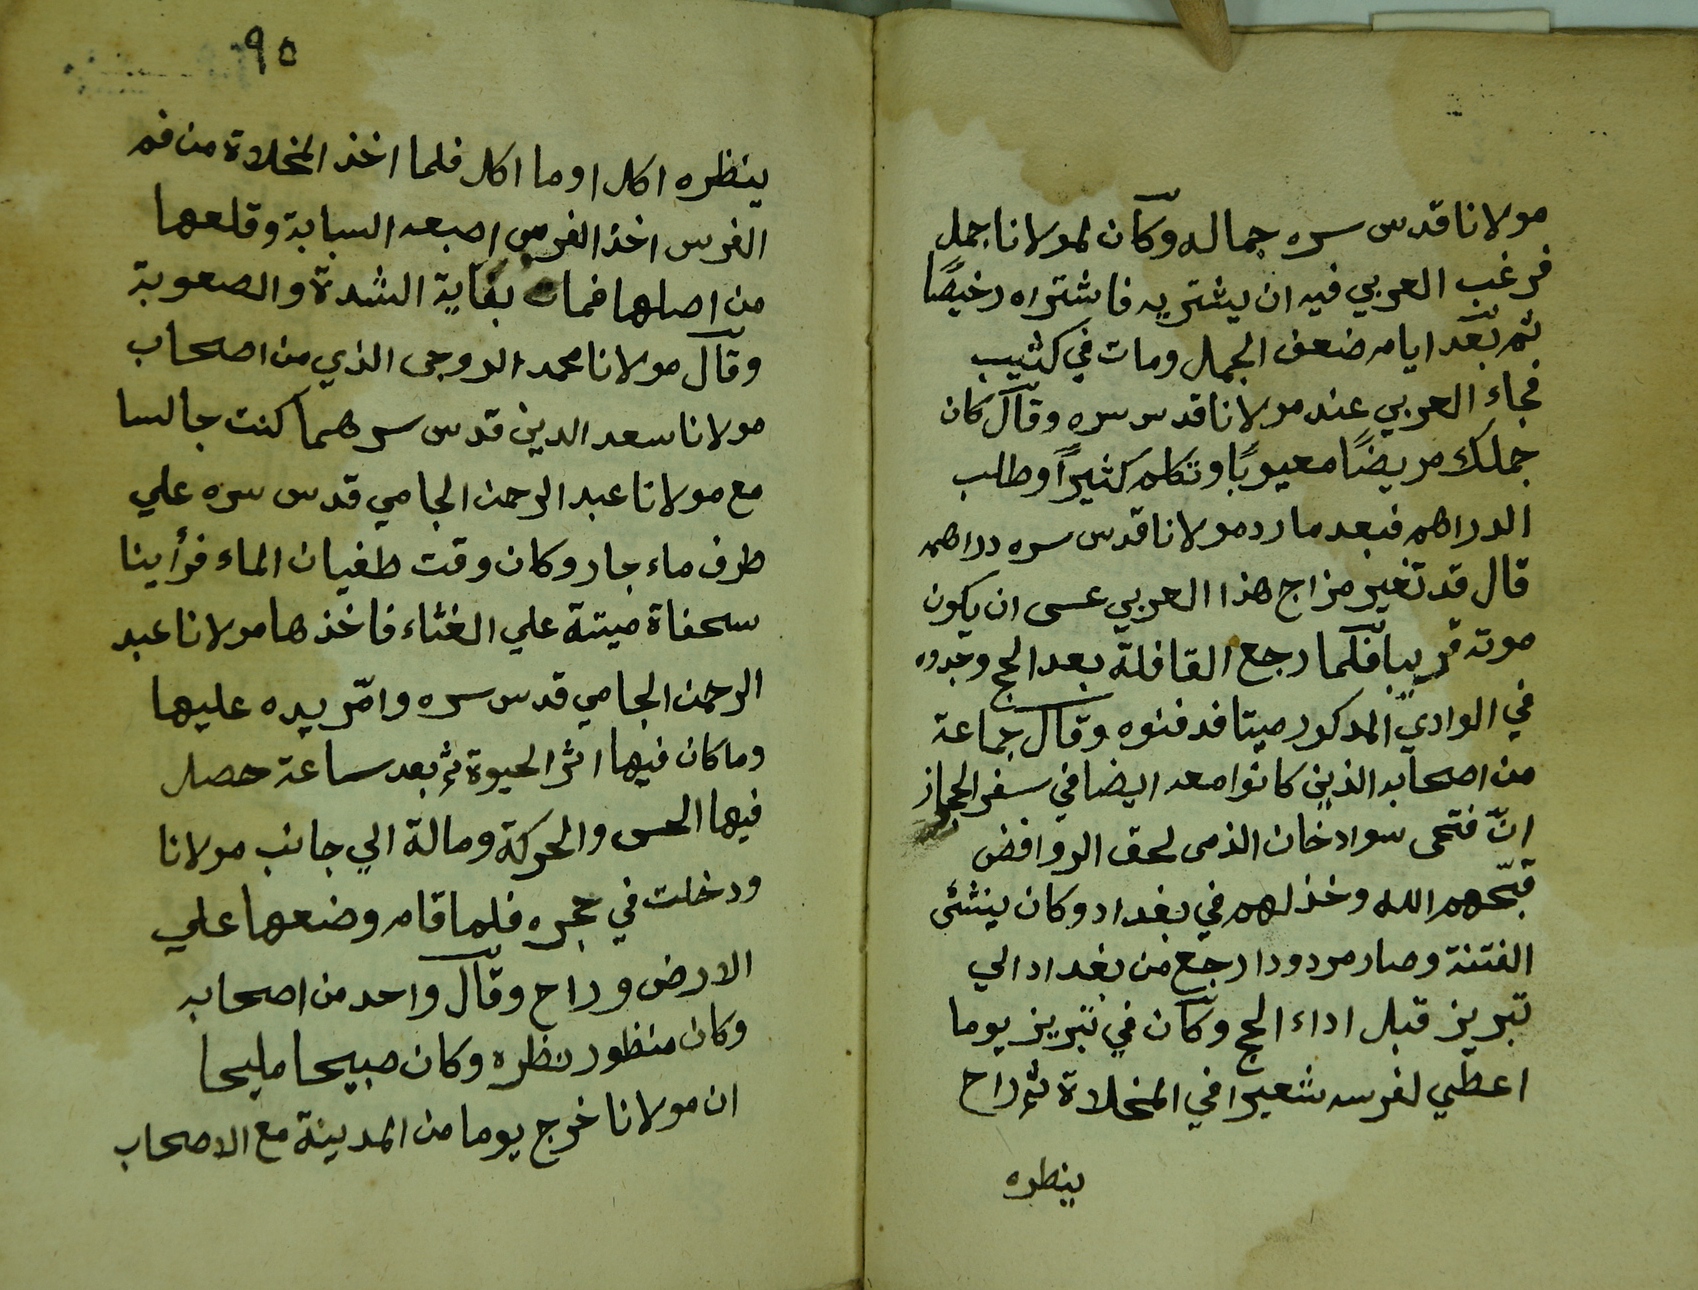 مولانا قدس سره جماله وكان لمولانا جمل
فرغب العربي فيه ان يشتريه فاشتراه رخيصًا
ثم بعد ايام ضعف الجمل ومات في كثيب
فجاء العربي عند مولانا قدس سره وقال كان
جملك مريضًا معيوبًا وتكلم كثيرًا وطلب
الدراهم فبعد ما رد مولانا قدس سره دراهمه
قال قد تغير مزاج هذا العربي عسى ان يكون
موته قريبا فلما رجع القافلة بعد الحج وجدوه
في الوادي المذكور ميتا فدفنوه وقال جماعة
من اصحابه الذين كانوا معه ايضا في سفر الحجاز
انّ فتحى سواد خان الذى لحق الروافض
قبّحهم الله وخذلهم في بغداد وكان ينشئ
الفتنة وصار مردودا رجع من بغداد الي
تبريز قبل اداء الحج وكان في تبريز يوما
اعطي لفرسه شعيرا في المخلاة ثم راح
ينظره
٩٥
ينظره اكل او ما اكل فلما اخذ المخلاة من فم
الفرس اخذ الفرس اصبعه السبابة وقلعها
من اصلها فمات بغاية الشدة والصعوبة
وقال مولانا محمد الروجى الذي من اصحاب
مولانا سعد الدين قدس سرهما كنت جالسا
مع مولانا عبد الرحمن الجامي قدس سره علي
طرف ماء جار وكان وقت طغيان الماء فرأينا
سحفاة ميتة علي الغثاء فاخذها مولانا عبد
الرحمن الجامي قدس سره وامّر يده عليها
وما كان فيها اثر الحيوة ثم بعد ساعة حصل
فيها الحس والحركة ومالة الي جانب مولانا
ودخلت في حجره فلما قام وضعها علي
الارض وراح وقال واحد من اصحابه
وكان منظور نظره وكان صبيحا مليحا
ان مولانا خرج يوما من المدينة مع الاصحاب